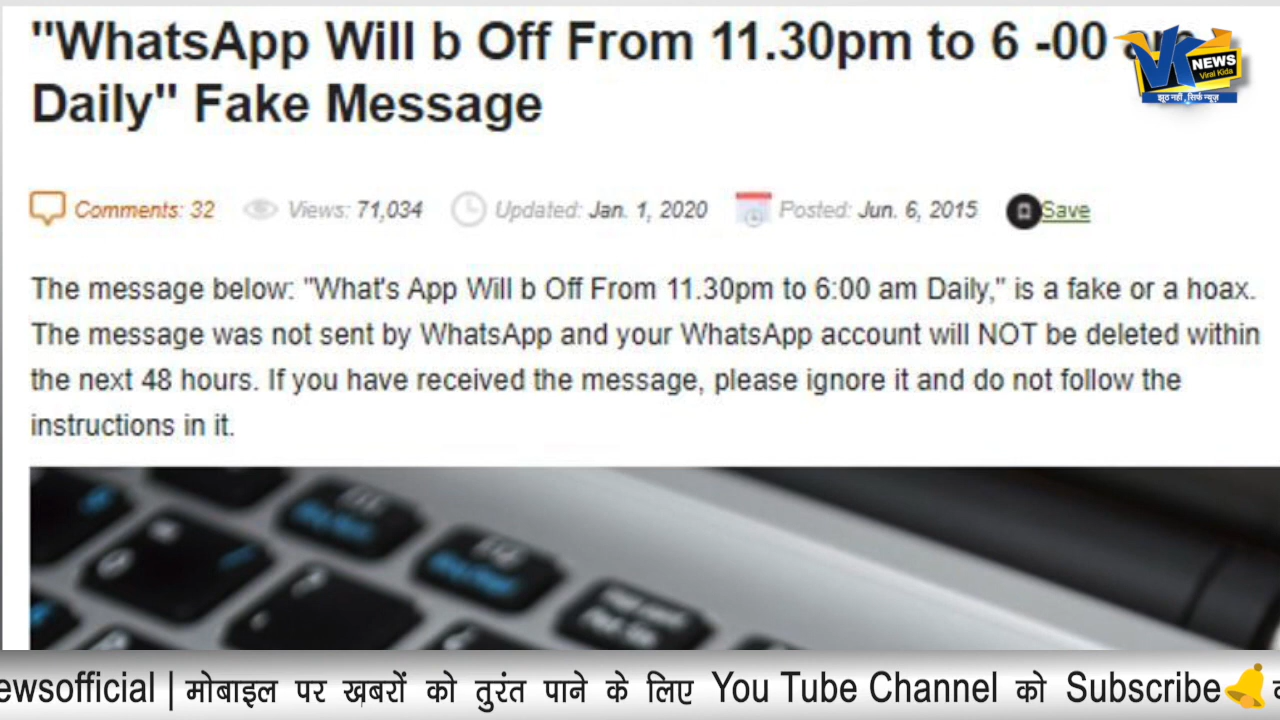 "WhatsApp Will b Off From 11.30pm to 6 -00 am
Daily" Fake Message
VK NEWS
Viral Kida
झूठ नहीं, सिर्फ न्यूज़
Comments: 32 Views: 71,034 Updated: Jan. 1, 2020 Posted: Jun. 6, 2015 Save
The message below: "What's App Will b Off From 11.30pm to 6:00 am Daily," is a fake or a hoax.
The message was not sent by WhatsApp and your WhatsApp account will NOT be deleted within
the next 48 hours. If you have received the message, please ignore it and do not follow the
instructions in it.
ewsofficial | मोबाइल पर ख़बरों को तुरंत पाने के लिए You Tube Channel को Subscribe